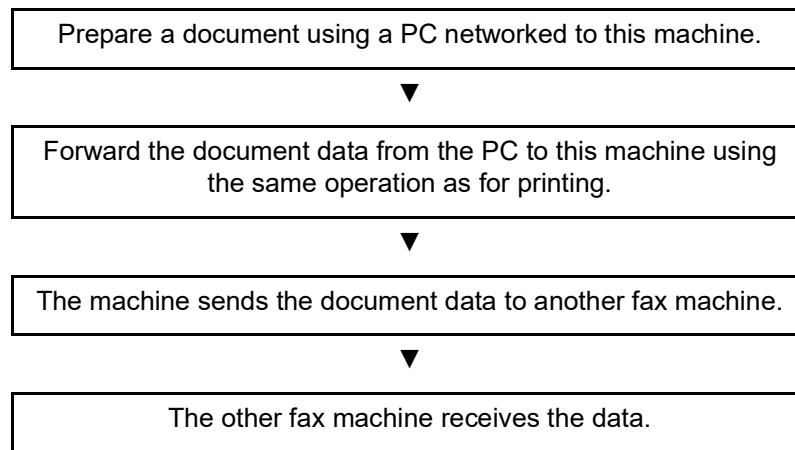 Prepare a document using a PC networked to this machine.
▼
Forward the document data from the PC to this machine using
the same operation as for printing.
▼
The machine sends the document data to another fax machine.
▼
The other fax machine receives the data.